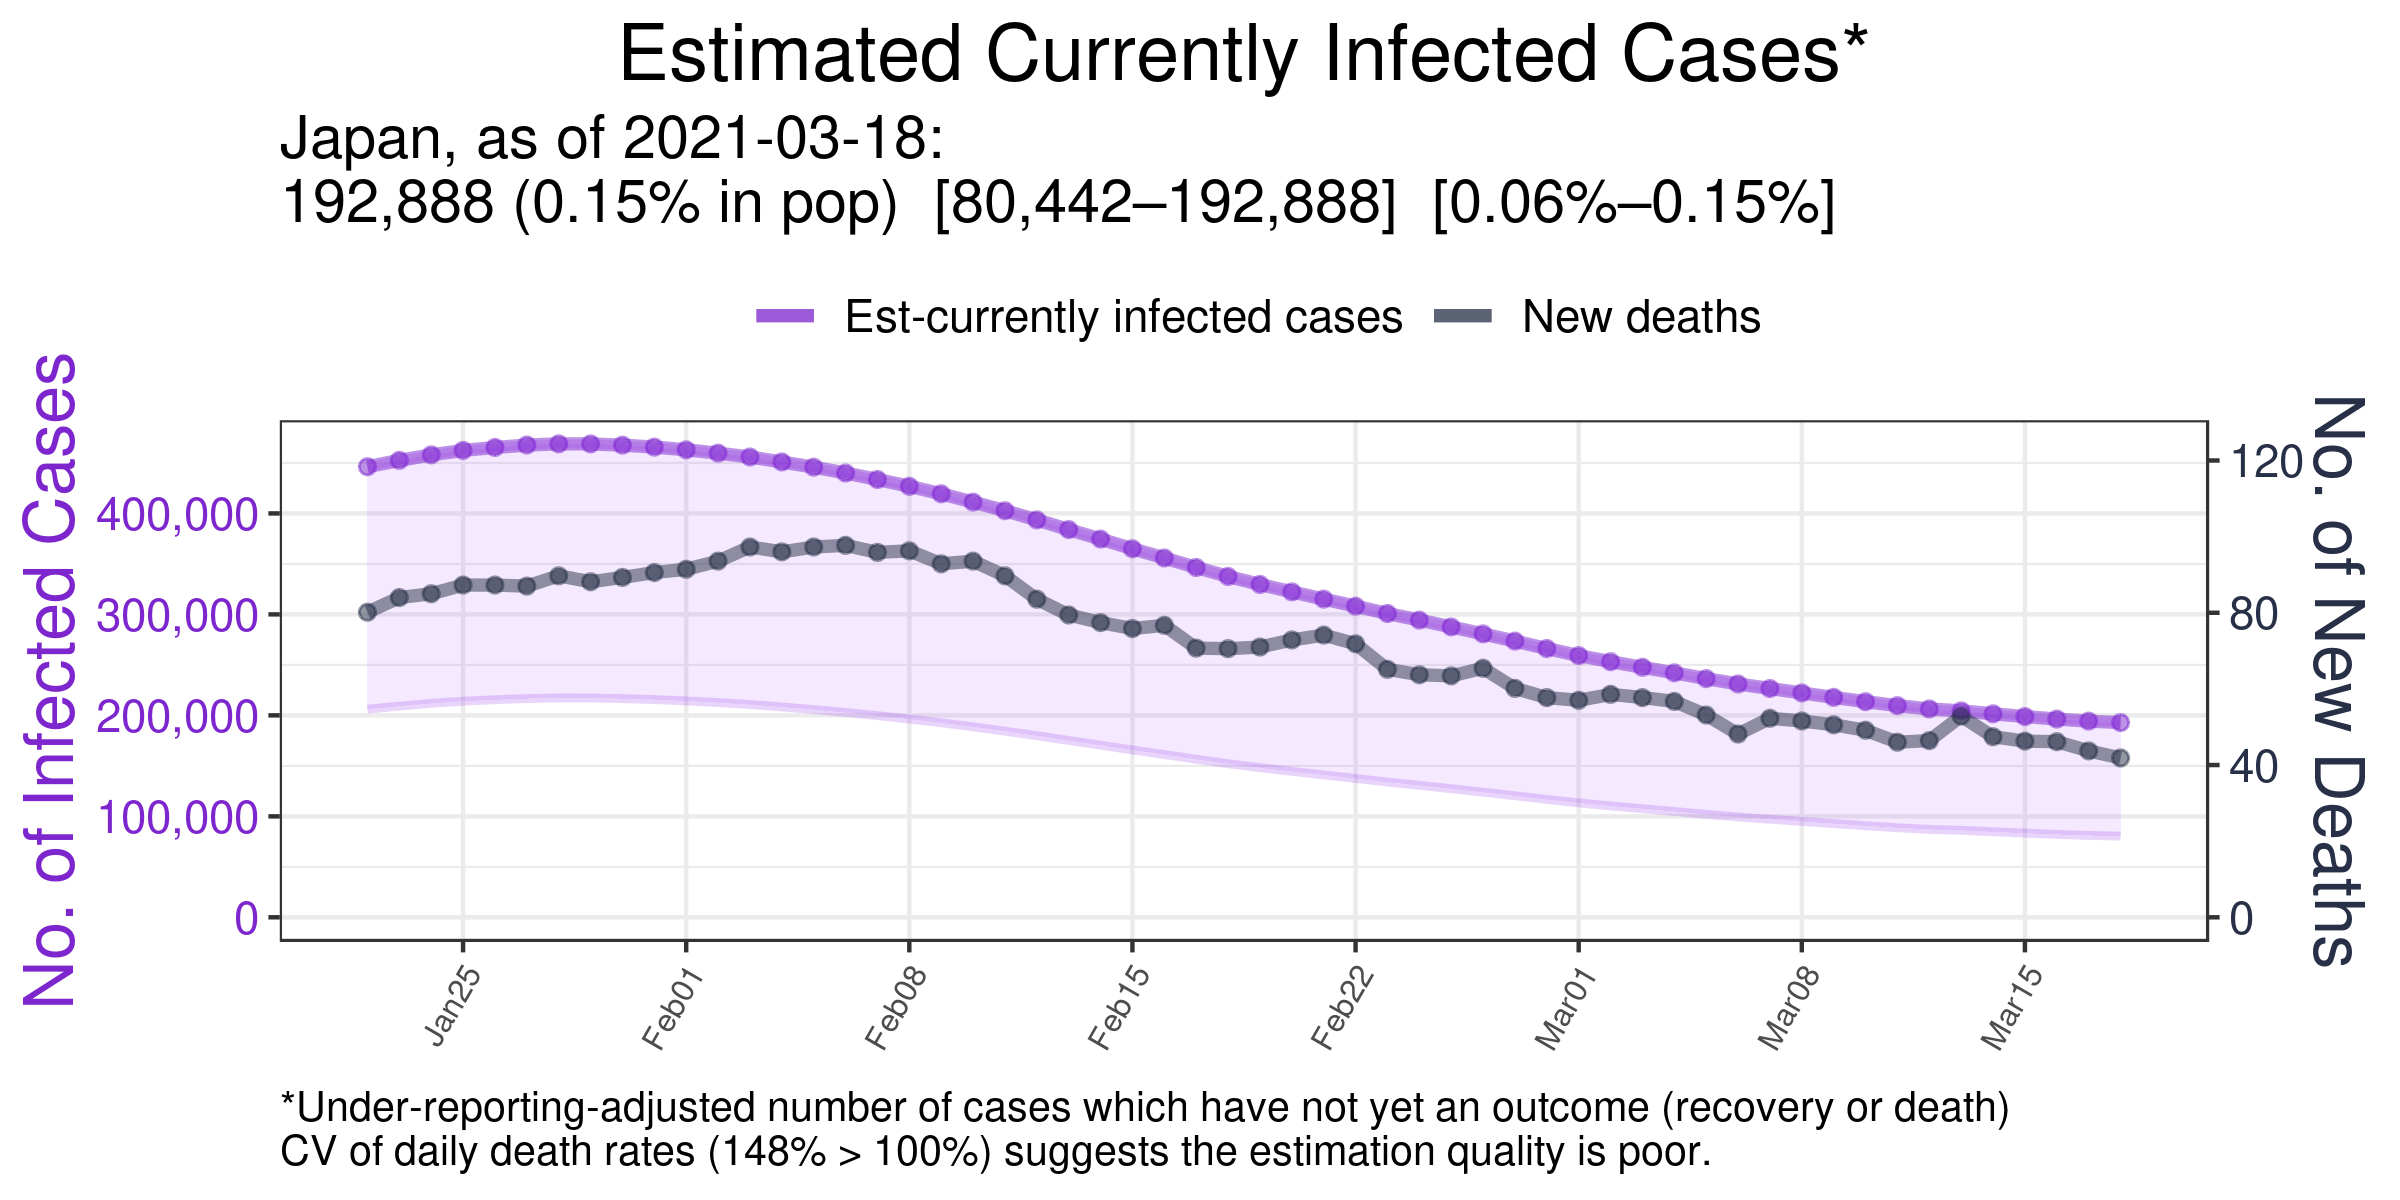 Estimated Currently Infected Cases*
Japan, as of 2021-03-18:
192,888 (0.15% in pop)  [80,442–192,888]  [0.06%–0.15%]
Est-currently infected cases
New deaths
No. of Infected Cases
400,000
300,000
200,000
100,000
0
120
80
40
0
No. of New Deaths
Jan25
Feb01
Feb08
Feb15
Feb22
Mar01
Mar08
Mar15
*Under-reporting-adjusted number of cases which have not yet an outcome (recovery or death)
CV of daily death rates (148% > 100%) suggests the estimation quality is poor.